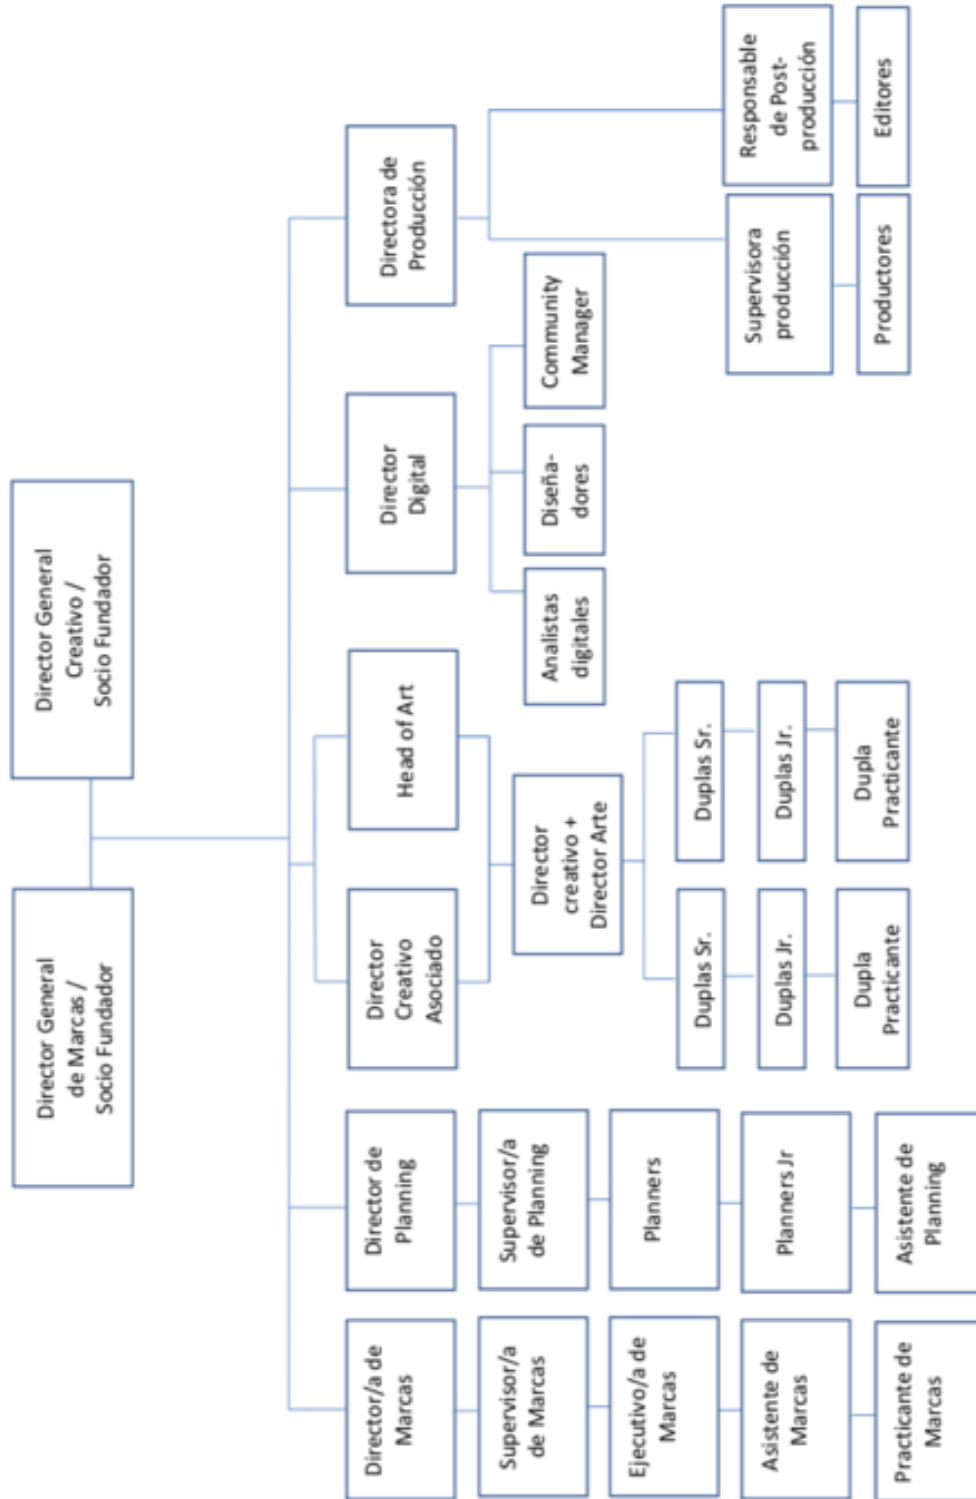 Director General
de Marcas /
Socio Fundador
Director General
Creativo /
Socio Fundador
Director/a de
Marcas
Director de
Planning
Director
Creativo
Asociado
Head of Art
Director
Digital
Directora de
Producción
Supervisor/a
de Marcas
Supervisor/a
de Planning
Director
creativo +
Director Arte
Analistas
digitales
Diseña-
dores
Community
Manager
Ejecutivo/a de
Marcas
Planners
Duplas Sr.
Duplas Sr.
Supervisora
producción
Responsable
de Post-
producción
Asistente de
Marcas
Planners Jr
Duplas Jr.
Duplas Jr.
Productores
Editores
Practicante de
Marcas
Asistente de
Planning
Dupla
Practicante
Dupla
Practicante